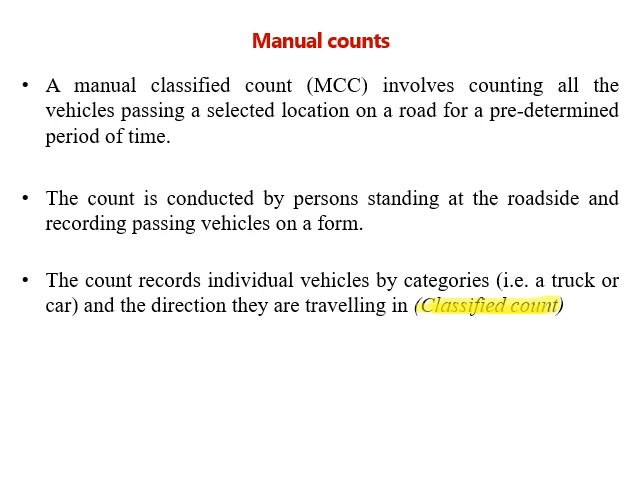 Manual counts
• A manual classified count (MCC) involves counting all the
vehicles passing a selected location on a road for a pre-determined
period of time.
• The count is conducted by persons standing at the roadside and
recording passing vehicles on a form.
• The count records individual vehicles by categories (i.e. a truck or
car) and the direction they are travelling in (Classified count)